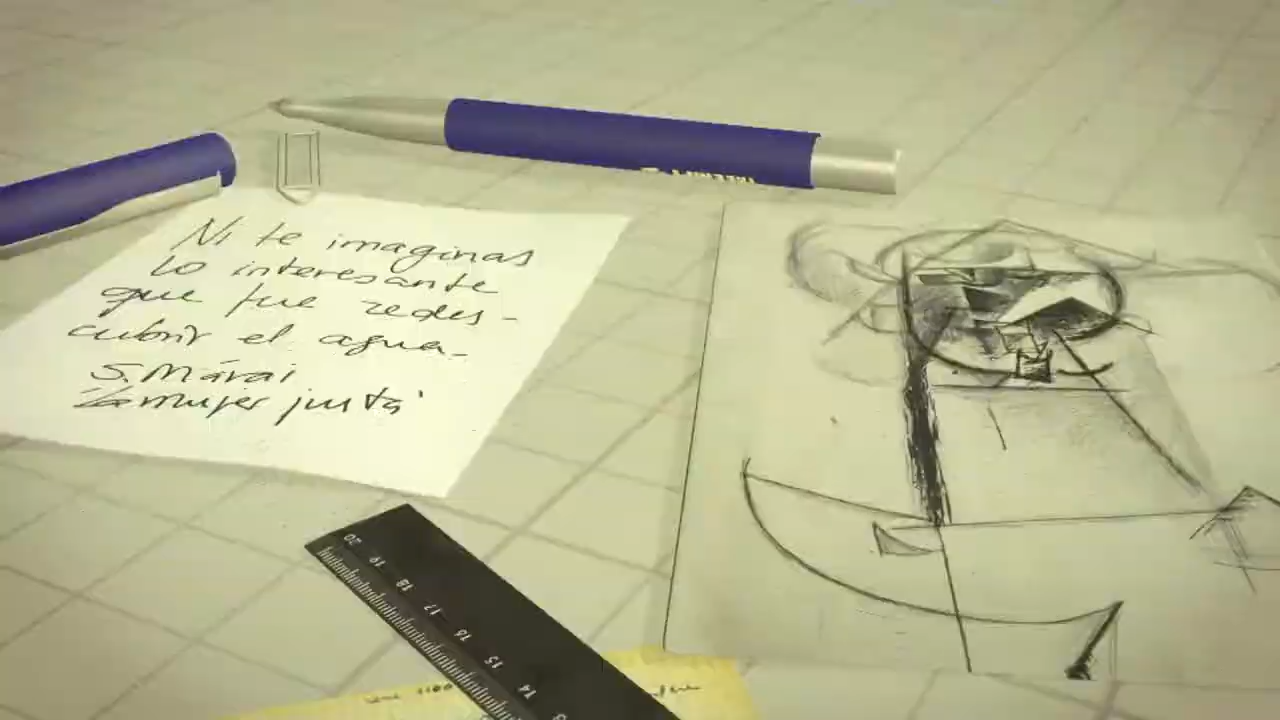 Ni te imaginas
lo interesante
que fue redes-
cubrir el agua.
S. Márai
La mujer justa
20 19 18 17 16 15 14